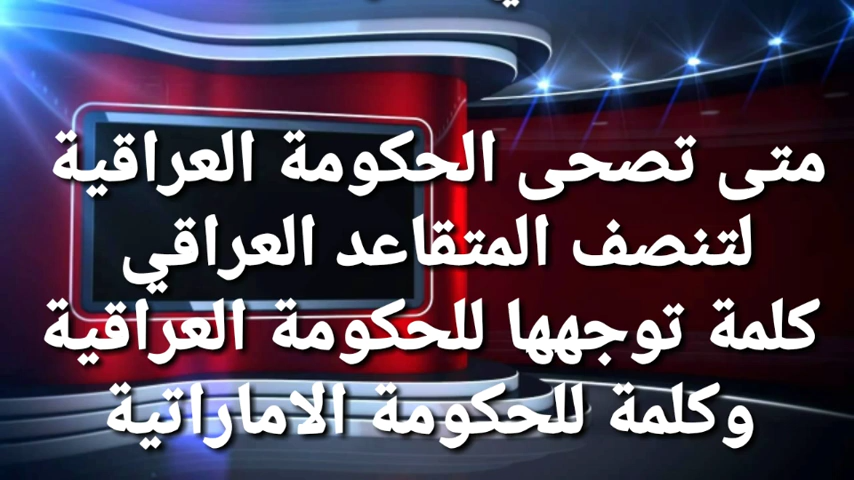 متى تصحى الحكومة العراقية
لتنصف المتقاعد العراقي
كلمة توجهها للحكومة العراقية
وكلمة للحكومة الاماراتية